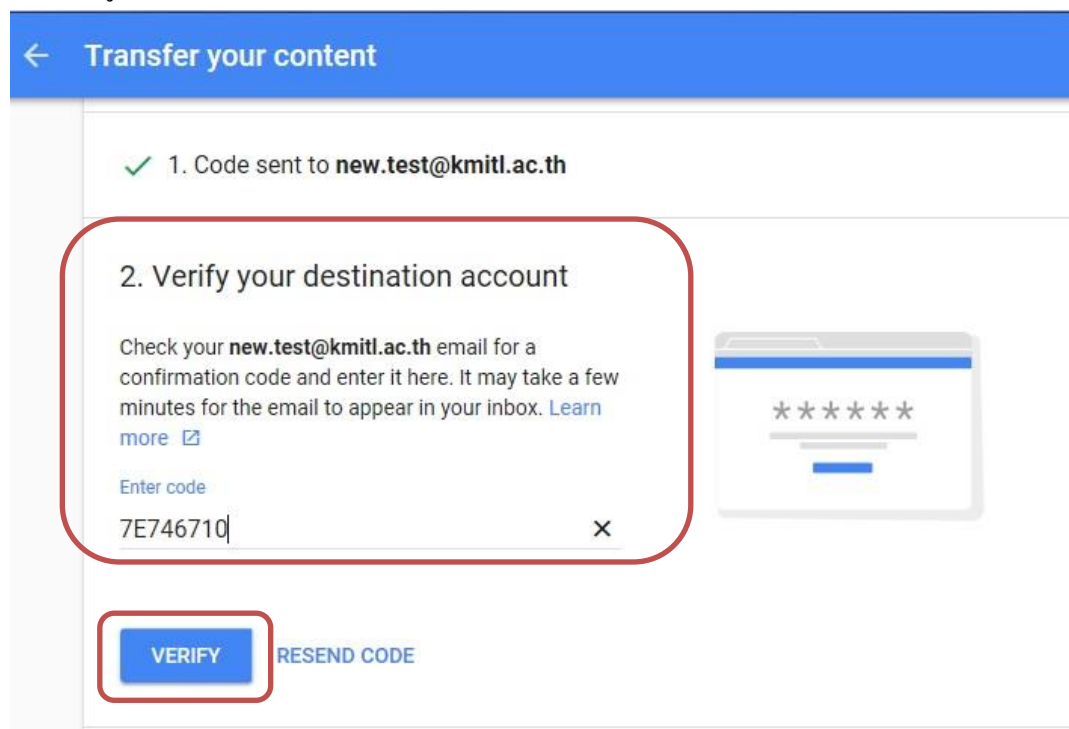 Transfer your content
1. Code sent to new.test@kmitl.ac.th
2. Verify your destination account
Check your new.test@kmitl.ac.th email for a
confirmation code and enter it here. It may take a few
minutes for the email to appear in your inbox. Learn
more
Enter code
7E746710
******
VERIFY RESEND CODE